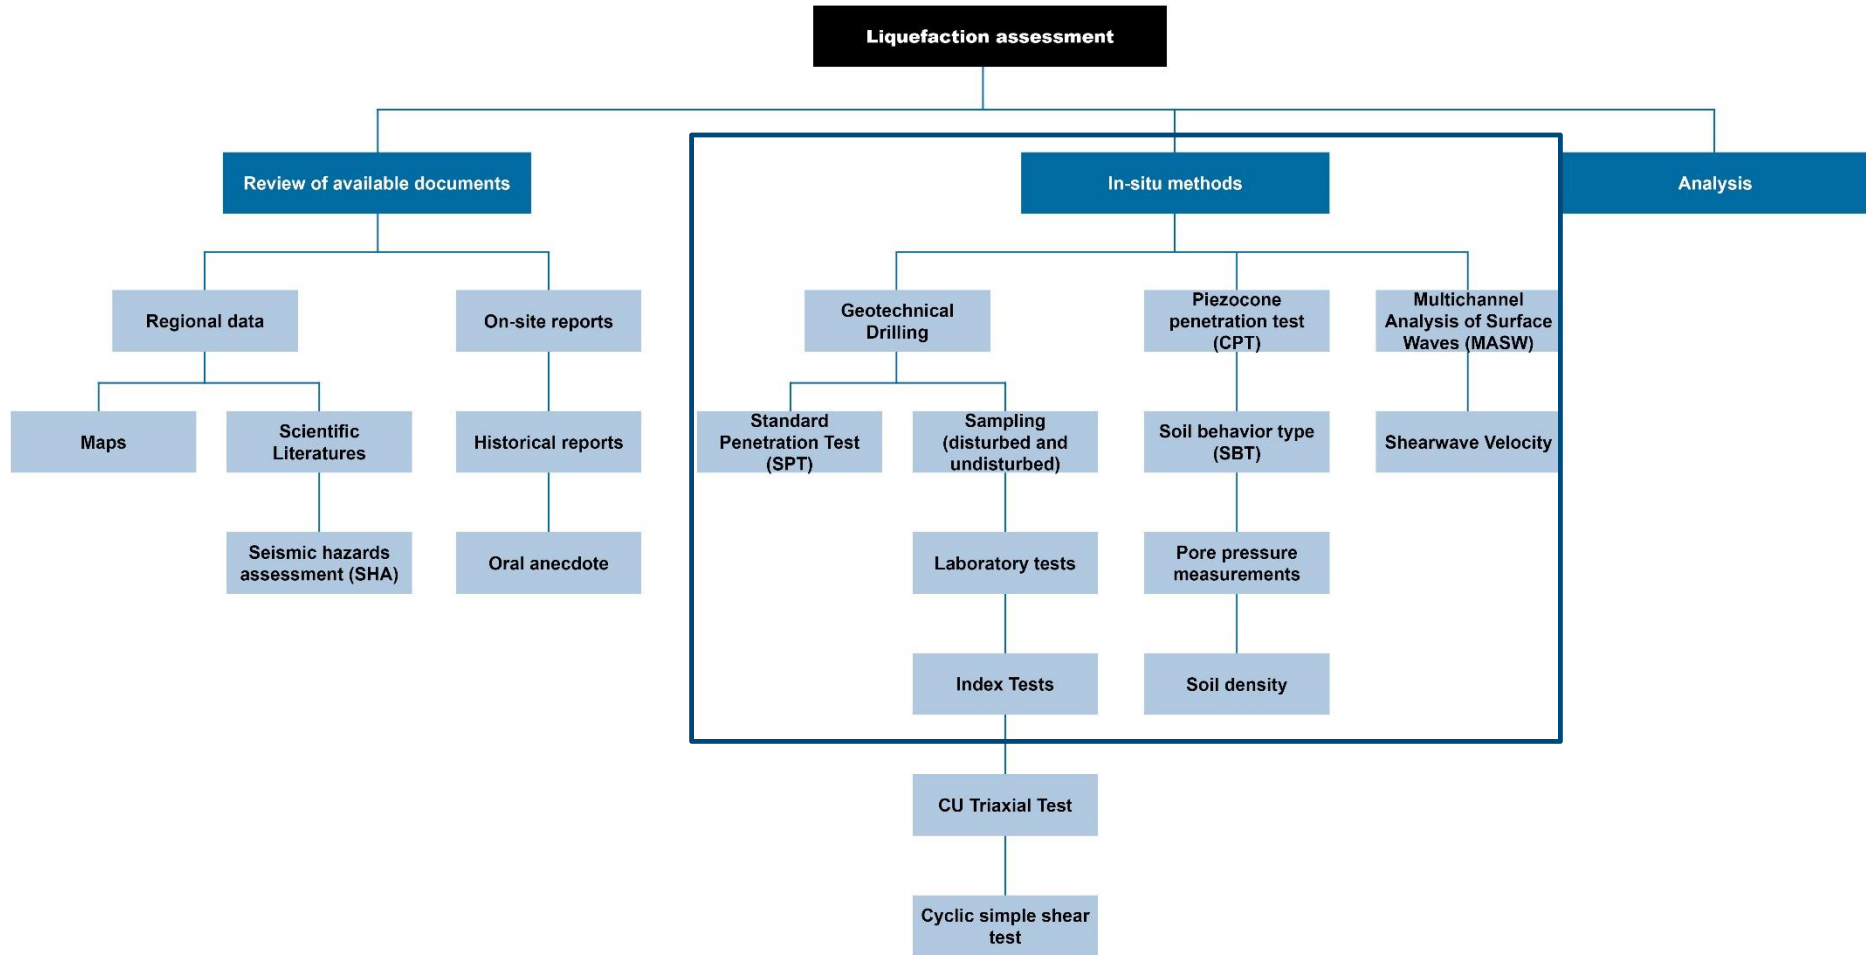 Liquefaction assessment
Review of available documents
In-situ methods
Analysis
Regional data
On-site reports
Geotechnical
Drilling
Piezocone
penetration test
(CPT)
Multichannel
Analysis of Surface
Waves (MASW)
Maps
Scientific
Literatures
Historical reports
Standard
Penetration Test
(SPT)
Sampling
(disturbed and
undisturbed)
Soil behavior type
(SBT)
Shearwave Velocity
Seismic hazards
assessment (SHA)
Oral anecdote
Laboratory tests
Pore pressure
measurements
Index Tests
Soil density
CU Triaxial Test
Cyclic simple shear
test